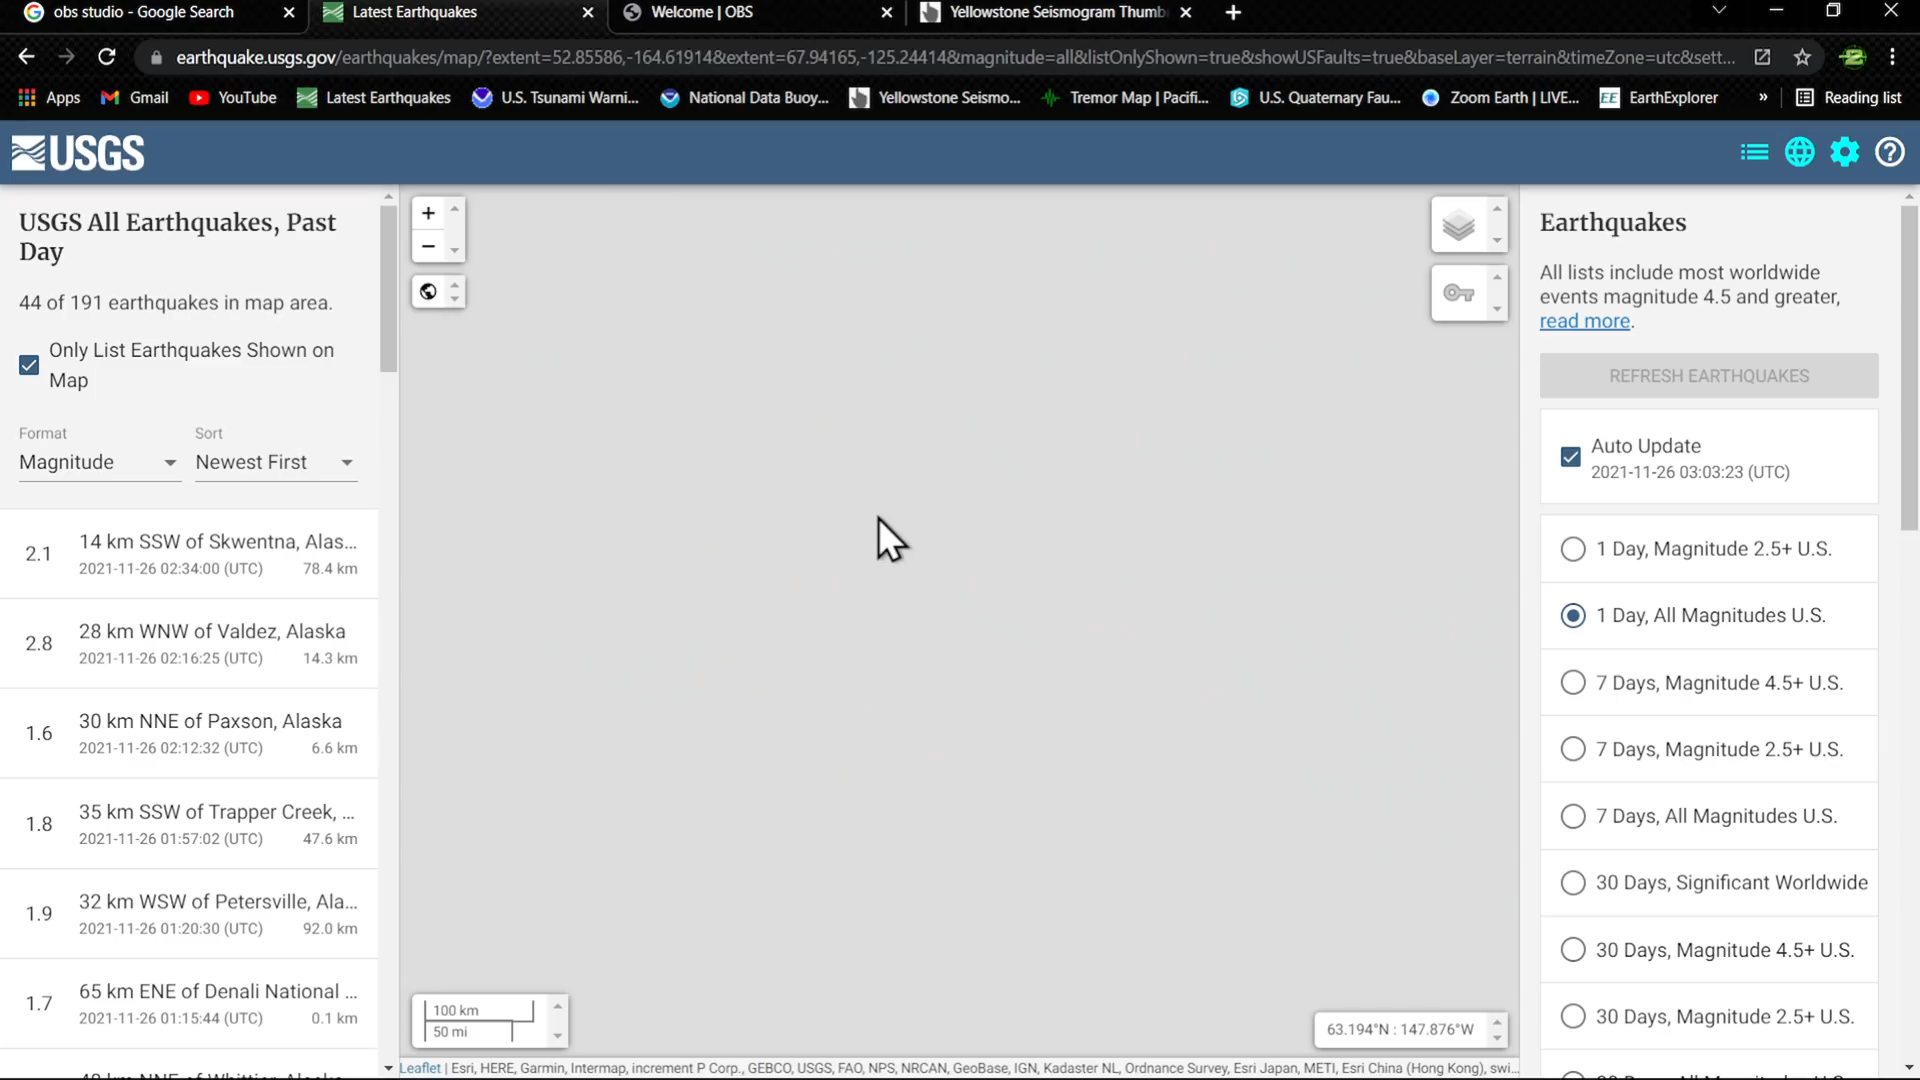 obs studio - Google Search
Latest Earthquakes
Welcome | OBS
Yellowstone Seismogram Thumb
earthquake.usgs.gov/earthquakes/map/?extent=52.85586,-164.61914&extent=67.94165,-125.24414&magnitude=all&listOnlyShown=true&showUSFaults=true&baseLayer=terrain&timeZone=utc&sett...
Apps
Gmail
YouTube
Latest Earthquakes
U.S. Tsunami Warni...
National Data Buoy...
Yellowstone Seismo...
Tremor Map | Pacifi...
U.S. Quaternary Fau...
Zoom Earth | LIVE...
EE EarthExplorer
»
Reading list
USGS
USGS All Earthquakes, Past
Day
44 of 191 earthquakes in map area.
Only List Earthquakes Shown on
Map
Format
Sort
Magnitude
Newest First
2.1
14 km SSW of Skwentna, Alas...
2021-11-26 02:34:00 (UTC)
78.4 km
2.8
28 km WNW of Valdez, Alaska
2021-11-26 02:16:25 (UTC)
14.3 km
1.6
30 km NNE of Paxson, Alaska
2021-11-26 02:12:32 (UTC)
6.6 km
1.8
35 km SSW of Trapper Creek, ...
2021-11-26 01:57:02 (UTC)
47.6 km
1.9
32 km WSW of Petersville, Ala...
2021-11-26 01:20:30 (UTC)
92.0 km
1.7
65 km ENE of Denali National ...
2021-11-26 01:15:44 (UTC)
0.1 km
+
−
100 km
50 mi
63.194°N : 147.876°W
Leaflet | Esri, HERE, Garmin, Intermap, increment P Corp., GEBCO, USGS, FAO, NPS, NRCAN, GeoBase, IGN, Kadaster NL, Ordnance Survey, Esri Japan, METI, Esri China (Hong Kong), swi...
Earthquakes
All lists include most worldwide
events magnitude 4.5 and greater,
read more.
REFRESH EARTHQUAKES
Auto Update
2021-11-26 03:03:23 (UTC)
1 Day, Magnitude 2.5+ U.S.
1 Day, All Magnitudes U.S.
7 Days, Magnitude 4.5+ U.S.
7 Days, Magnitude 2.5+ U.S.
7 Days, All Magnitudes U.S.
30 Days, Significant Worldwide
30 Days, Magnitude 4.5+ U.S.
30 Days, Magnitude 2.5+ U.S.